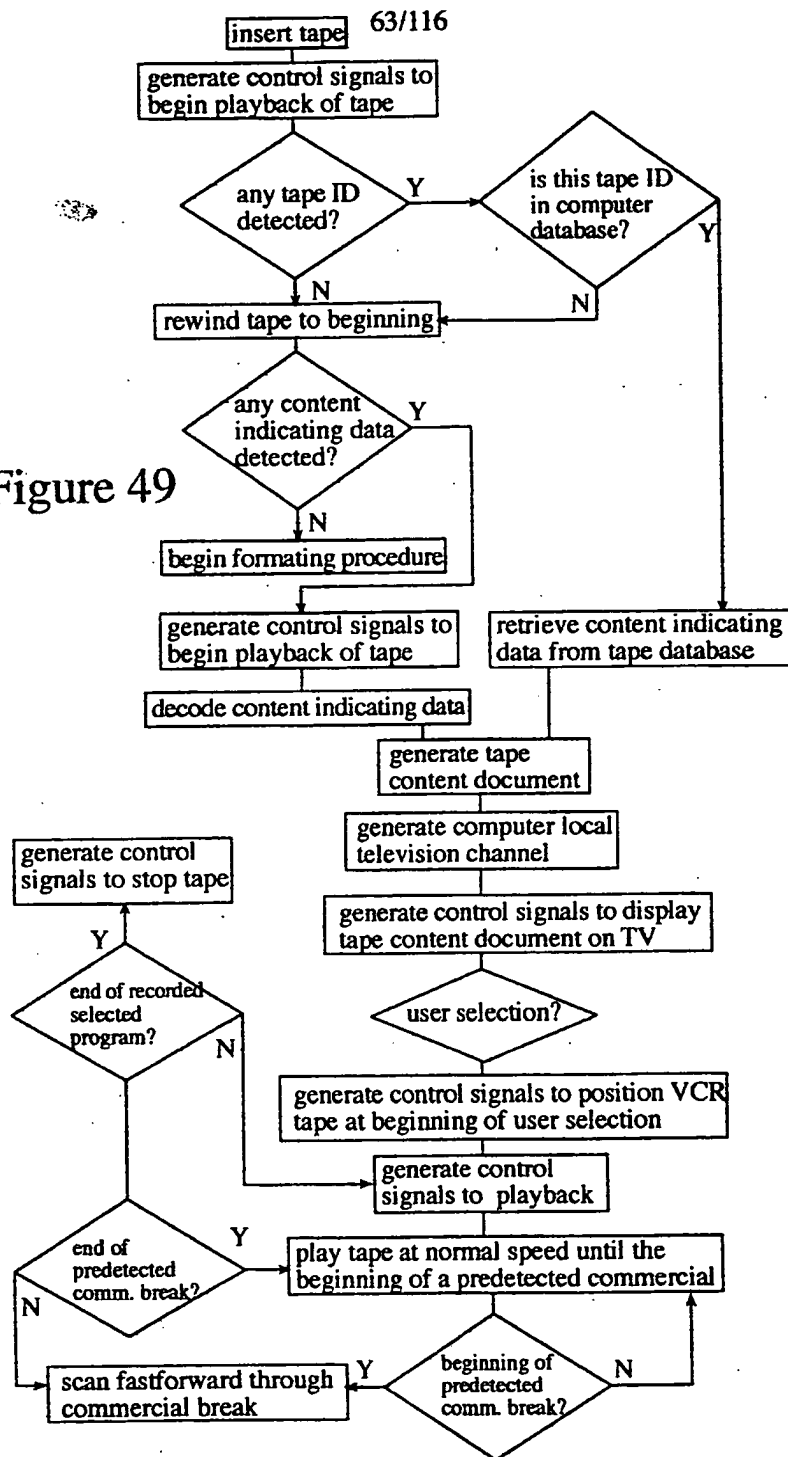 63/116
insert tape
generate control signals to
begin playback of tape
any tape ID
detected?
Y
is this tape ID
in computer
database?
Y
N
N
rewind tape to beginning
any content
indicating data
detected?
Y
Figure 49
N
begin formating procedure
generate control signals to
begin playback of tape
retrieve content indicating
data from tape database
decode content indicating data
generate tape
content document
generate computer local
television channel
generate control
signals to stop tape
generate control signals to display
tape content document on TV
Y
end of recorded
selected
program?
N
user selection?
generate control signals to position VCR
tape at beginning of user selection
generate control
signals to playback
end of
predetected
comm. break?
Y
N
play tape at normal speed until the
beginning of a predetected commercial
scan fastforward through
commercial break
Y
beginning of
predetected
comm. break?
N